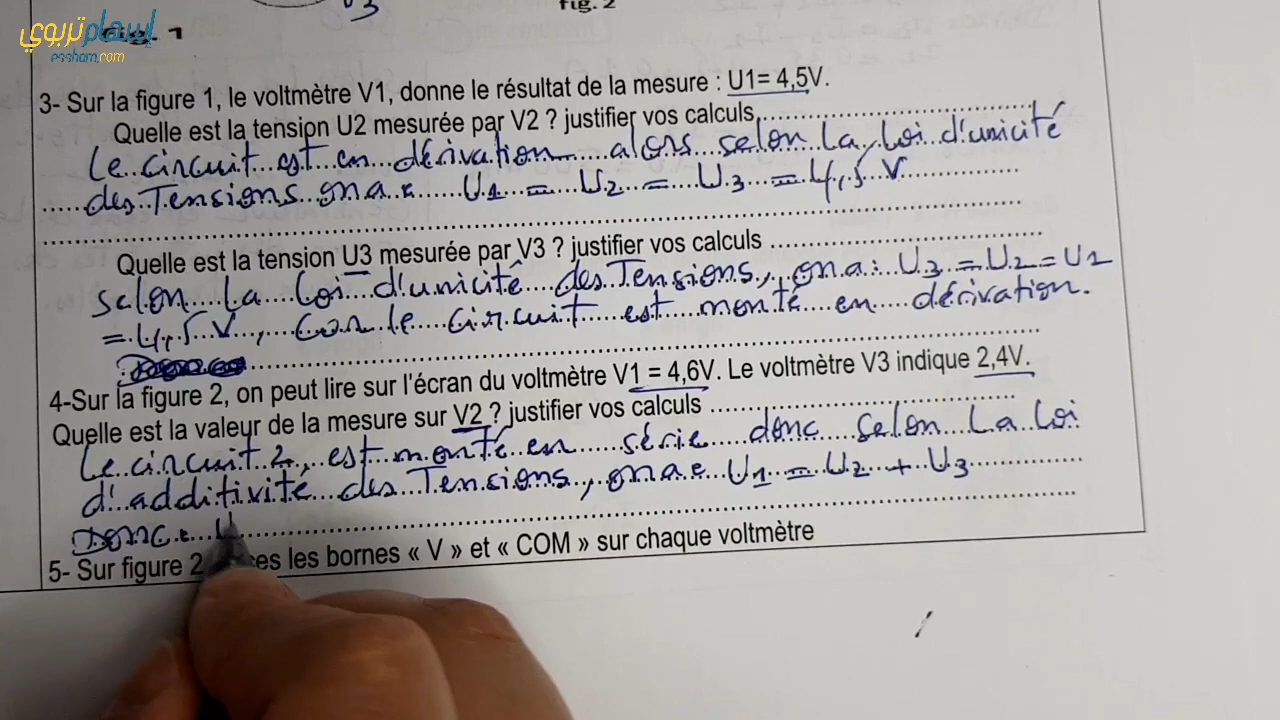 V3
fig. 2
إسهام تربوي
essham.com
fig. 1
3- Sur la figure 1, le voltmètre V1, donne le résultat de la mesure : U1= 4,5V.
Quelle est la tension U2 mesurée par V2 ? justifier vos calculs
Le circuit est en dérivation alors selon la loi d'unicité
des Tensions on a : U1 = U2 = U3 = 4,5 V
Quelle est la tension U3 mesurée par V3 ? justifier vos calculs
selon la loi d'unicité des Tensions, on a : U3 = U2 = U2
= 4,5 V, car le circuit est monté en dérivation.
4-Sur la figure 2, on peut lire sur l'écran du voltmètre V1 = 4,6V. Le voltmètre V3 indique 2,4V.
Quelle est la valeur de la mesure sur V2 ? justifier vos calculs
Le circuit 2, est monté en série donc selon la loi
d'additivité des Tensions, on a : U1 = U2 + U3
Donc : U
5- Sur figure 2 les bornes « V » et « COM » sur chaque voltmètre